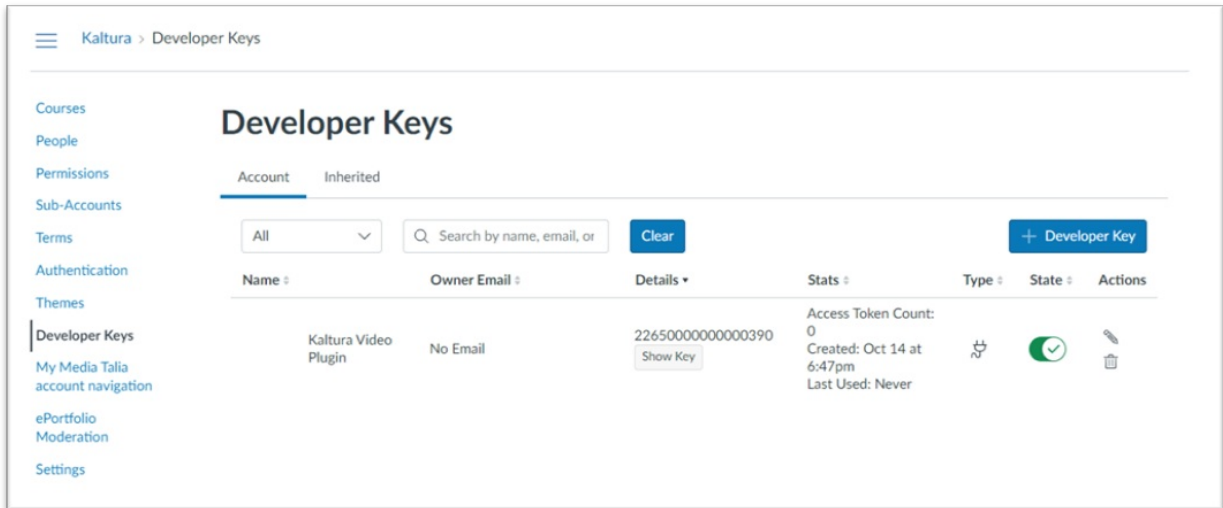 Kaltura > Developer Keys
Courses
People
Permissions
Sub-Accounts
Terms
Authentication
Themes
Developer Keys
My Media Talia
account navigation
ePortfolio
Moderation
Settings
Developer Keys
Account Inherited
All Search by name, email, or Clear + Developer Key
Name Owner Email Details Stats Type State Actions
Kaltura Video
Plugin
No Email
22650000000000390
Show Key
Access Token Count:
0
Created: Oct 14 at
6:47pm
Last Used: Never